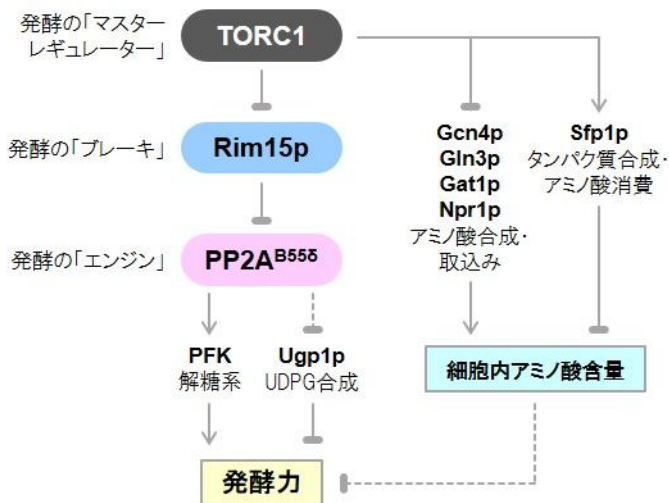 発酵の「マスター
レギュレーター」
TORC1
発酵の「ブレーキ」
Rim15p
発酵の「エンジン」
PP2AB55δ
PFK
解糖系
Ugp1p
UDPG合成
発酵力
Gcn4p
Gln3p
Gat1p
Npr1p
アミノ酸合成・
取込み
Sfp1p
タンパク質合成・
アミノ酸消費
細胞内アミノ酸含量